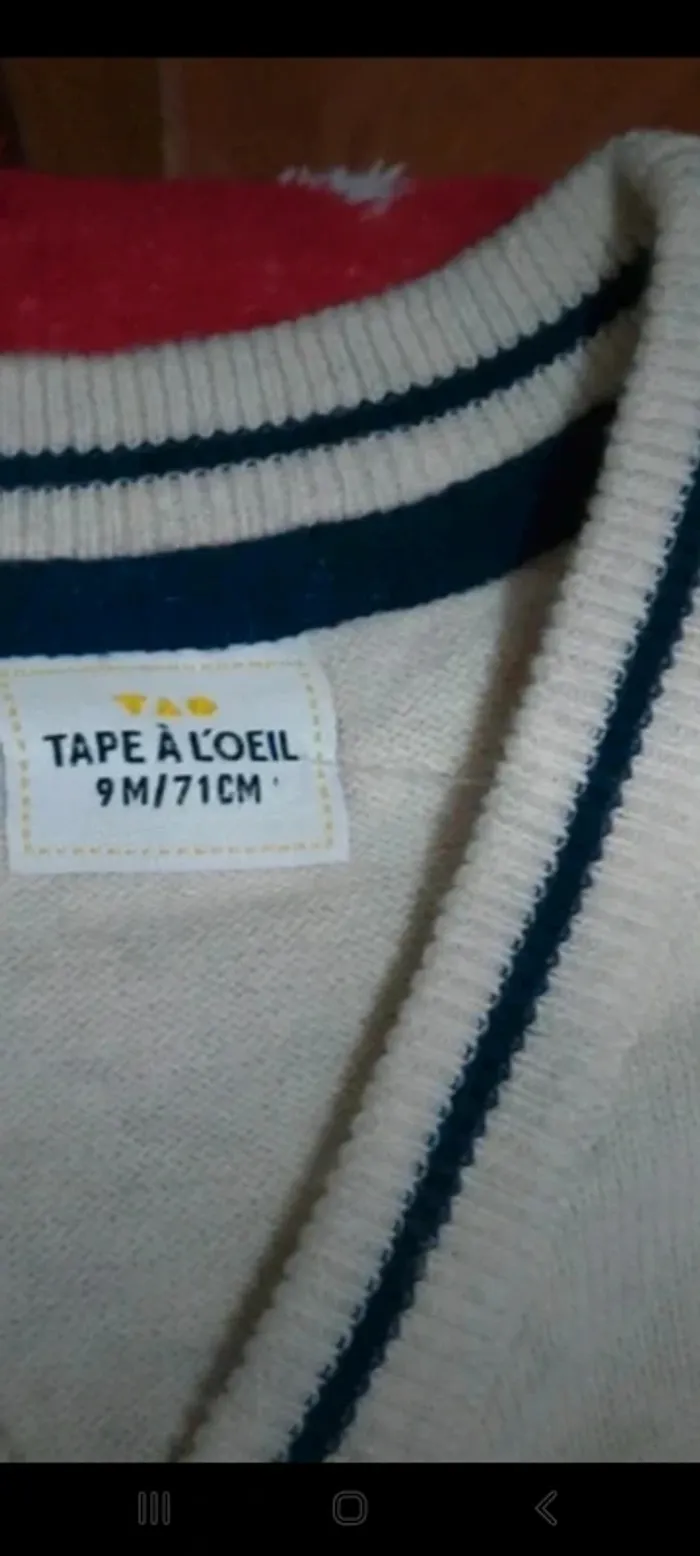 TAO
TAPE À L'OEIL
9M/71CM